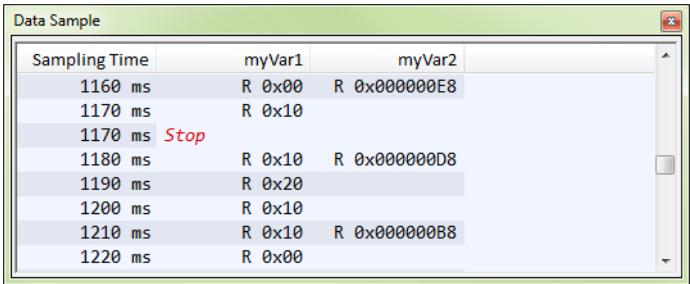 Data Sample
Sampling Time myVar1 myVar2
1160 ms R 0x00 R 0x000000E8
1170 ms R 0x10
1170 ms Stop
1180 ms R 0x10 R 0x000000D8
1190 ms R 0x20
1200 ms R 0x10
1210 ms R 0x10 R 0x000000B8
1220 ms R 0x00